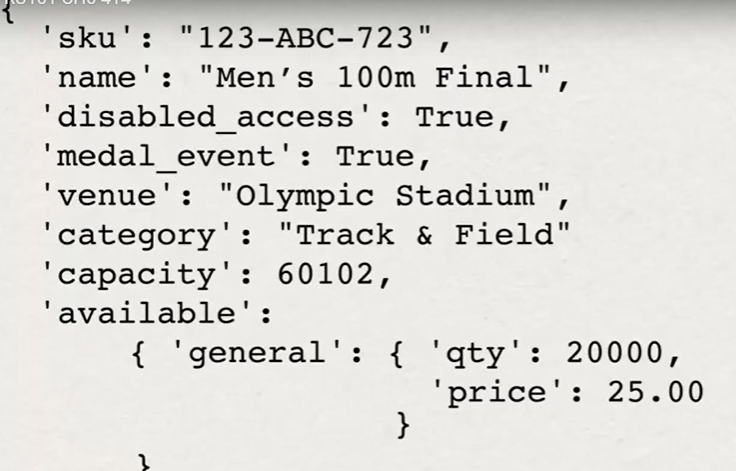 {
'sku': "123-ABC-723",
'name': "Men’s 100m Final",
'disabled_access': True,
'medal_event': True,
'venue': "Olympic Stadium",
'category': "Track & Field"
'capacity': 60102,
'available':
{ 'general': { 'qty': 20000,
'price': 25.00
}
}